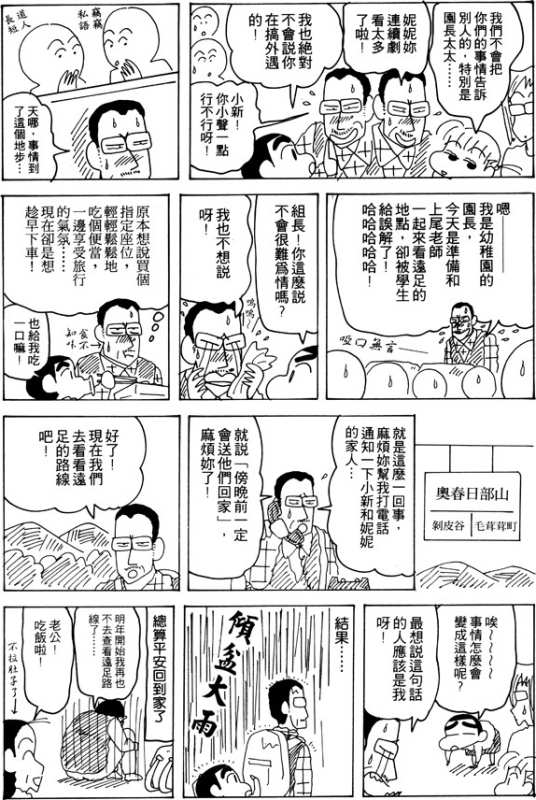 我們不會把
你們的事情告訴
別人的，特別是
園長太太……
妮妮妳
連續劇
看太多
了啦！
我也絕對
不會說你
在搞外遇
的！
小新！
你小聲一點
行不行呀！
竊竊
私語
道人
長短
天哪，事情到
了這個地步…
嗯——
我是幼稚園的
園長，
今天是準備和
上尾老師
一起來看遠足的
地點，卻被學生
給誤解了！
哈哈哈哈哈！
啞口無言——
組長！你這麼說
不會很難為情嗎？
嗚嗚——
我也不想說
呀！
原本想說買個
指定座位，
輕輕鬆鬆地
吃個便當，
一邊享受旅行
的氣氛……
現在卻是想
趁早下車！
食不
知味
也給我吃
一口嘛！
奧春日部山
剝皮谷
毛茸茸町
就是這麼一回事，
麻煩妳幫我打電話
通知一下小新和妮妮
的家人…
就說「傍晚前一定
會送他們回家」，
麻煩妳了！
好了！
現在我們
去看看遠
足的路線
吧！
唉～～～～
事情怎麼會
變成這樣呢？
最想說這句話
的人應該是我
呀！
結果……
傾盆大雨
總算平安回到家了
明年開始我再也
不去查看遠足路
線了……
老公！
吃飯啦！
不拉肚子了